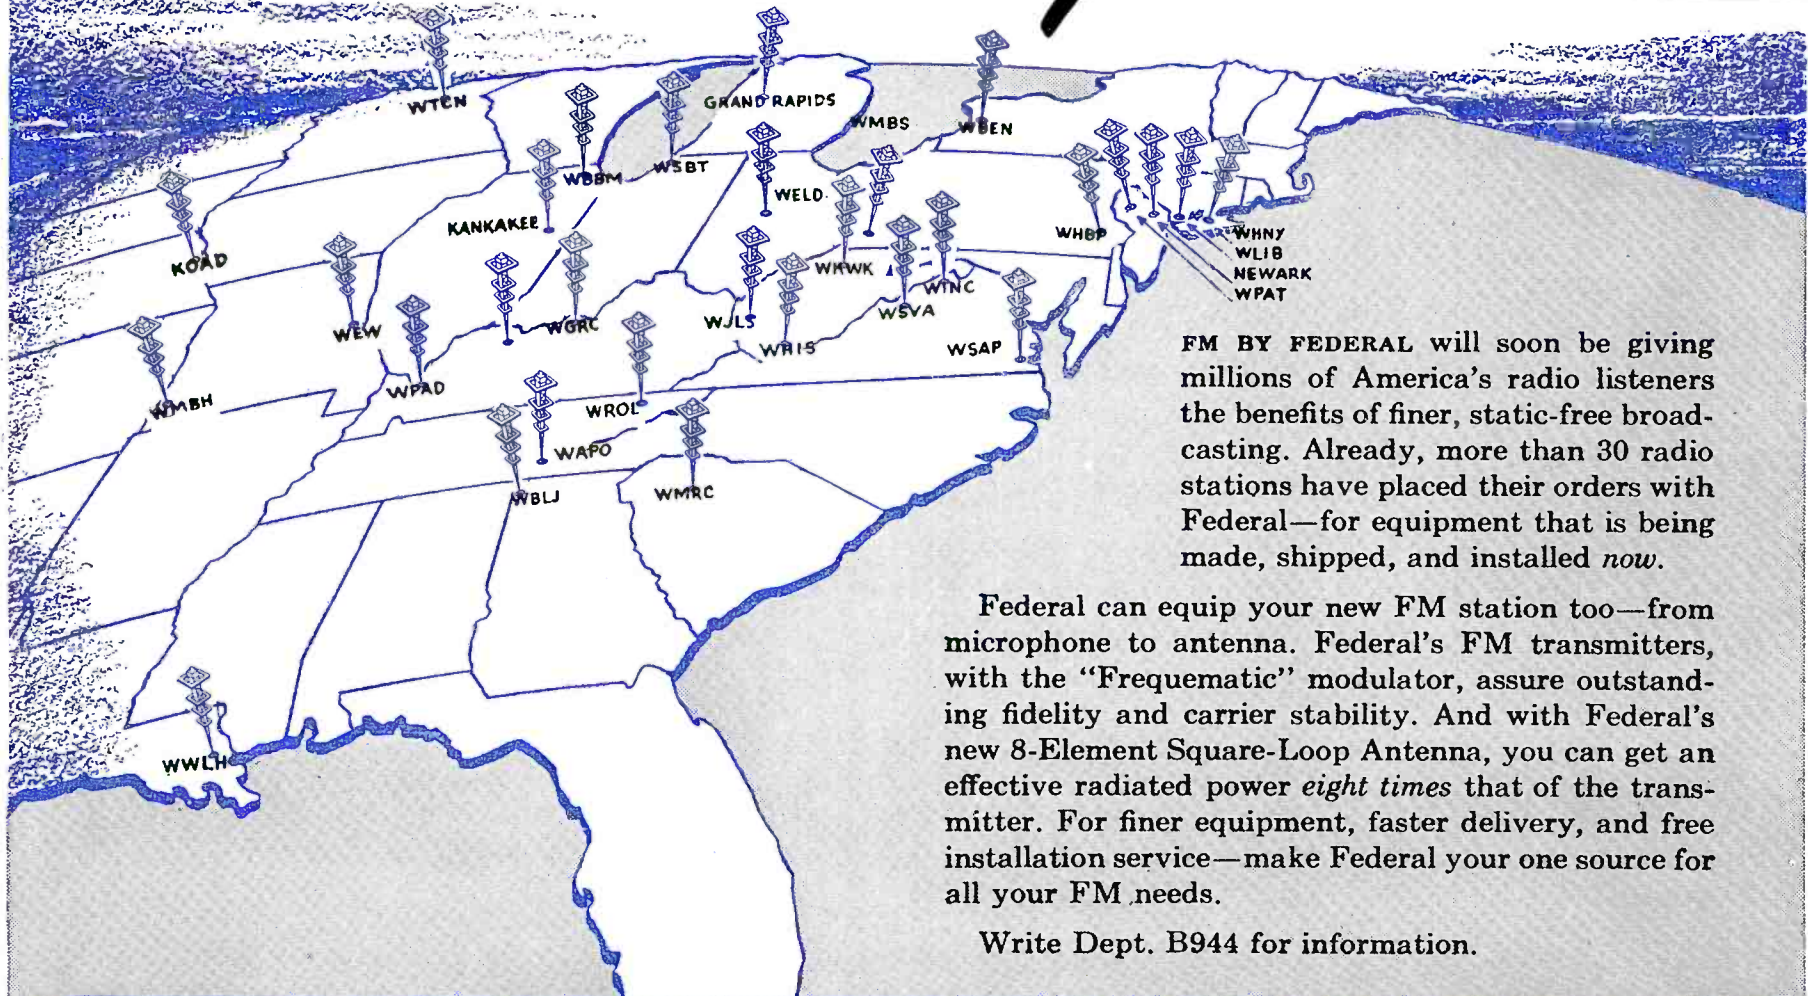 WTCN
GRAND RAPIDS
WMBS
WBEN
WBBM
WSBT
WELD
KANKAKEE
WHBP
WHNY
WLIB
NEWARK
WPAT
KOAD
WKWK
WINC
WSVA
WEW
WGRC
WJLS
WHIS
WSAP
WPAD
WMBH
WROL
WAPO
WBLJ
WMRC
WWLH
FM BY FEDERAL will soon be giving
millions of America's radio listeners
the benefits of finer, static-free broad-
casting. Already, more than 30 radio
stations have placed their orders with
Federal—for equipment that is being
made, shipped, and installed now.
Federal can equip your new FM station too—from
microphone to antenna. Federal's FM transmitters,
with the “Frequematic” modulator, assure outstand-
ing fidelity and carrier stability. And with Federal's
new 8-Element Square-Loop Antenna, you can get an
effective radiated power eight times that of the trans-
mitter. For finer equipment, faster delivery, and free
installation service—make Federal your one source for
all your FM needs.
Write Dept. B944 for information.